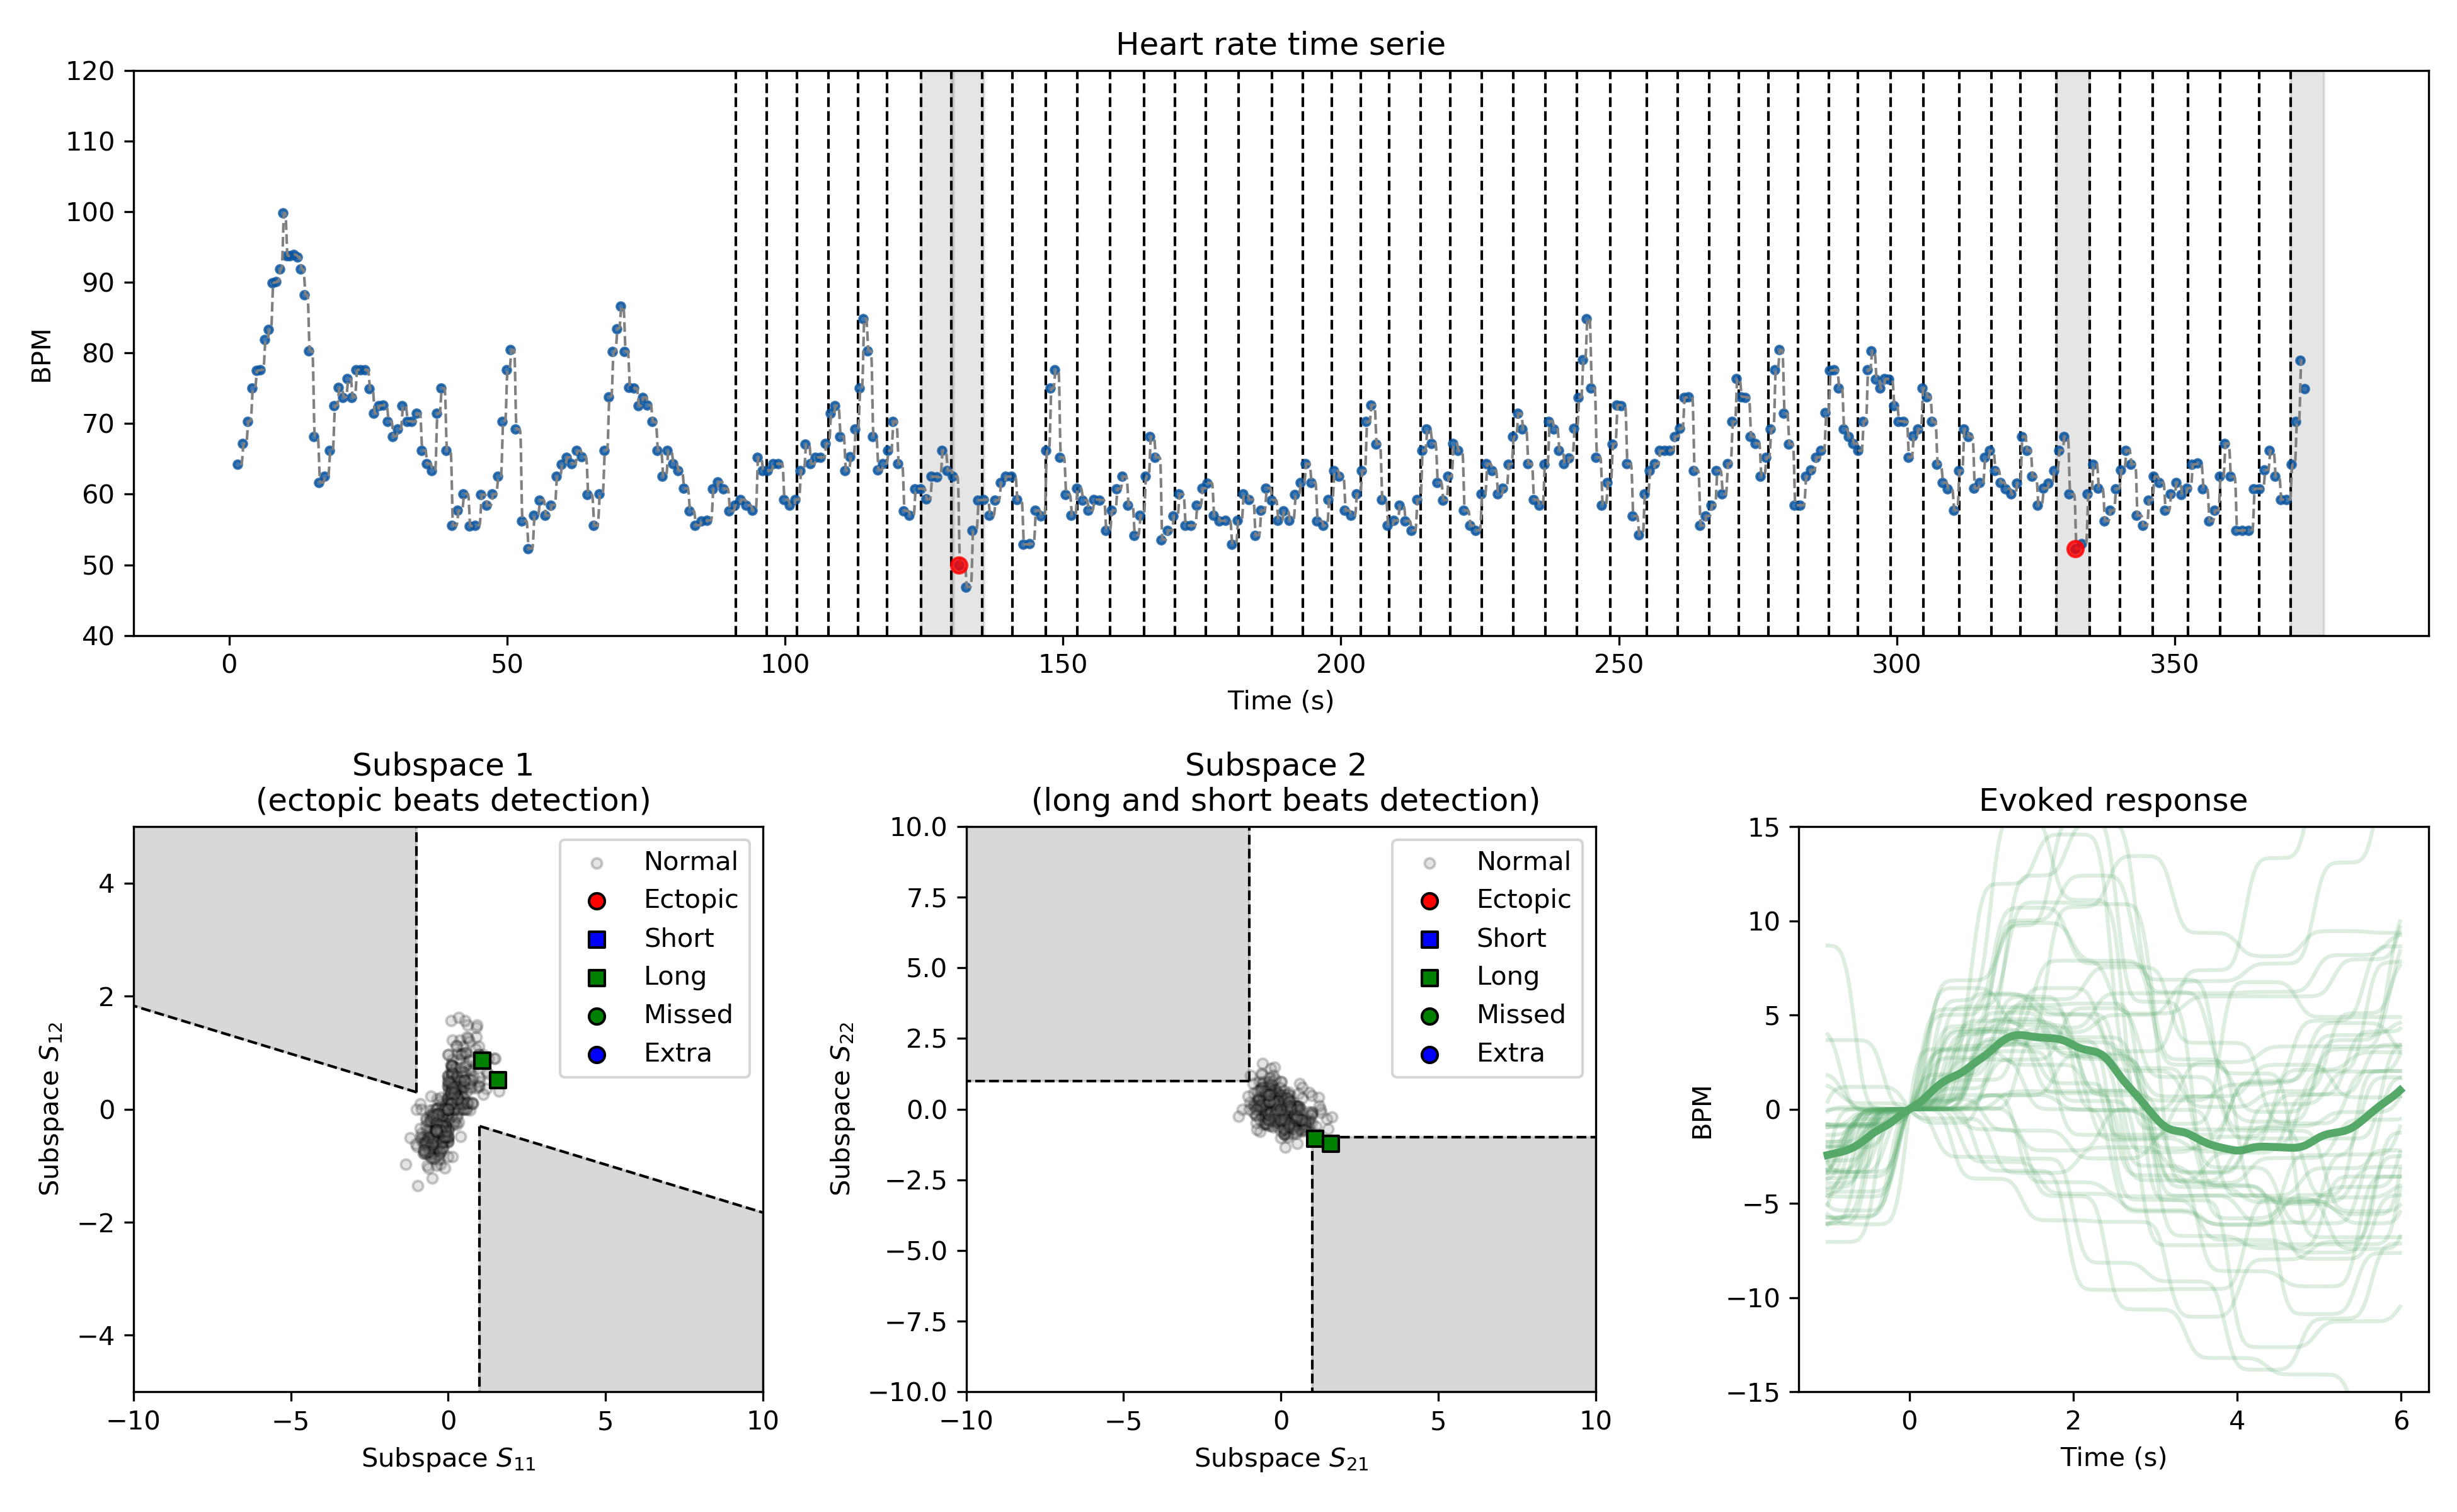 Heart rate time serie
BPM
120
110
100
90
80
70
60
50
40
0 50 100 150 200 250 300 350
Time (s)
Subspace 1
(ectopic beats detection)
Subspace S₁₂
4
2
0
−2
−4
Normal
Ectopic
Short
Long
Missed
Extra
−10 −5 0 5 10
Subspace S₁₁
Subspace 2
(long and short beats detection)
Subspace S₂₂
10.0
7.5
5.0
2.5
0.0
−2.5
−5.0
−7.5
−10.0
Normal
Ectopic
Short
Long
Missed
Extra
−10 −5 0 5 10
Subspace S₂₁
Evoked response
BPM
15
10
5
0
−5
−10
−15
0 2 4 6
Time (s)